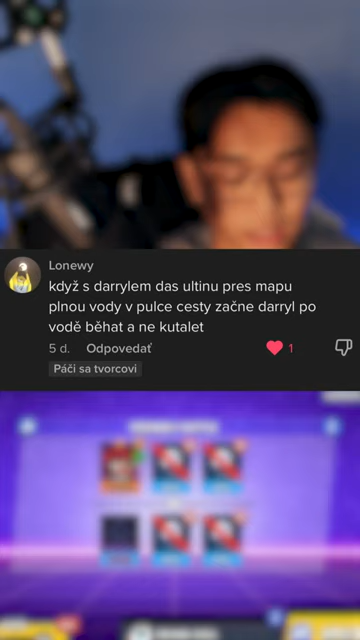 Lonewy
když s darrylem das ultinu pres mapu
plnou vody v pulce cesty začne darryl po
vodě běhat a ne kutalet
5 d. Odpovedať 1
Páči sa tvorcovi